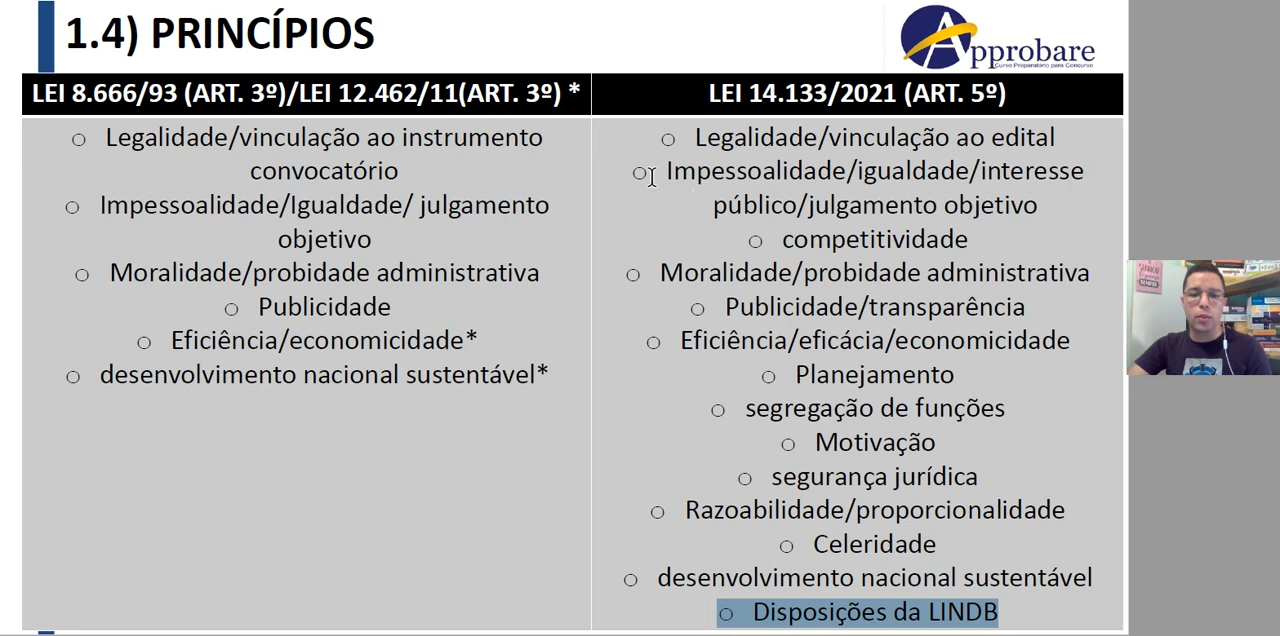 1.4) PRINCÍPIOS
Approbare
Curso Preparatório para Concurso
LEI 8.666/93 (ART. 3º)/LEI 12.462/11(ART. 3º) *
○ Legalidade/vinculação ao instrumento
convocatório
○ Impessoalidade/Igualdade/ julgamento
objetivo
○ Moralidade/probidade administrativa
○ Publicidade
○ Eficiência/economicidade*
○ desenvolvimento nacional sustentável*
LEI 14.133/2021 (ART. 5º)
○ Legalidade/vinculação ao edital
○ Impessoalidade/igualdade/interesse
público/julgamento objetivo
○ competitividade
○ Moralidade/probidade administrativa
○ Publicidade/transparência
○ Eficiência/eficácia/economicidade
○ Planejamento
○ segregação de funções
○ Motivação
○ segurança jurídica
○ Razoabilidade/proporcionalidade
○ Celeridade
○ desenvolvimento nacional sustentável
○ Disposições da LINDB